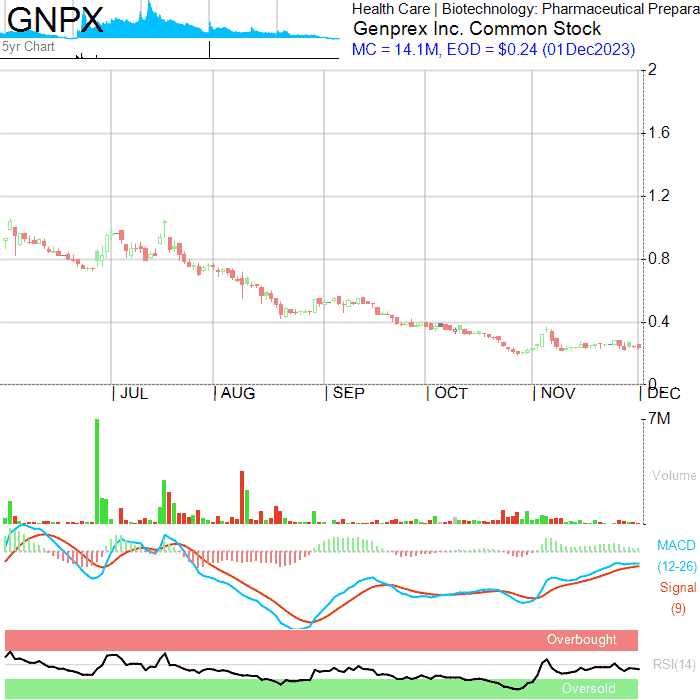 GNPX
5yr Chart
Health Care | Biotechnology: Pharmaceutical Prepara
Genprex Inc. Common Stock
MC = 14.1M, EOD = $0.24 (01Dec2023)
2
1.6
1.2
0.8
0.4
0
JUL
AUG
SEP
OCT
NOV
DEC
7M
Volume
MACD
(12-26)
Signal
(9)
Overbought
RSI(14)
Oversold